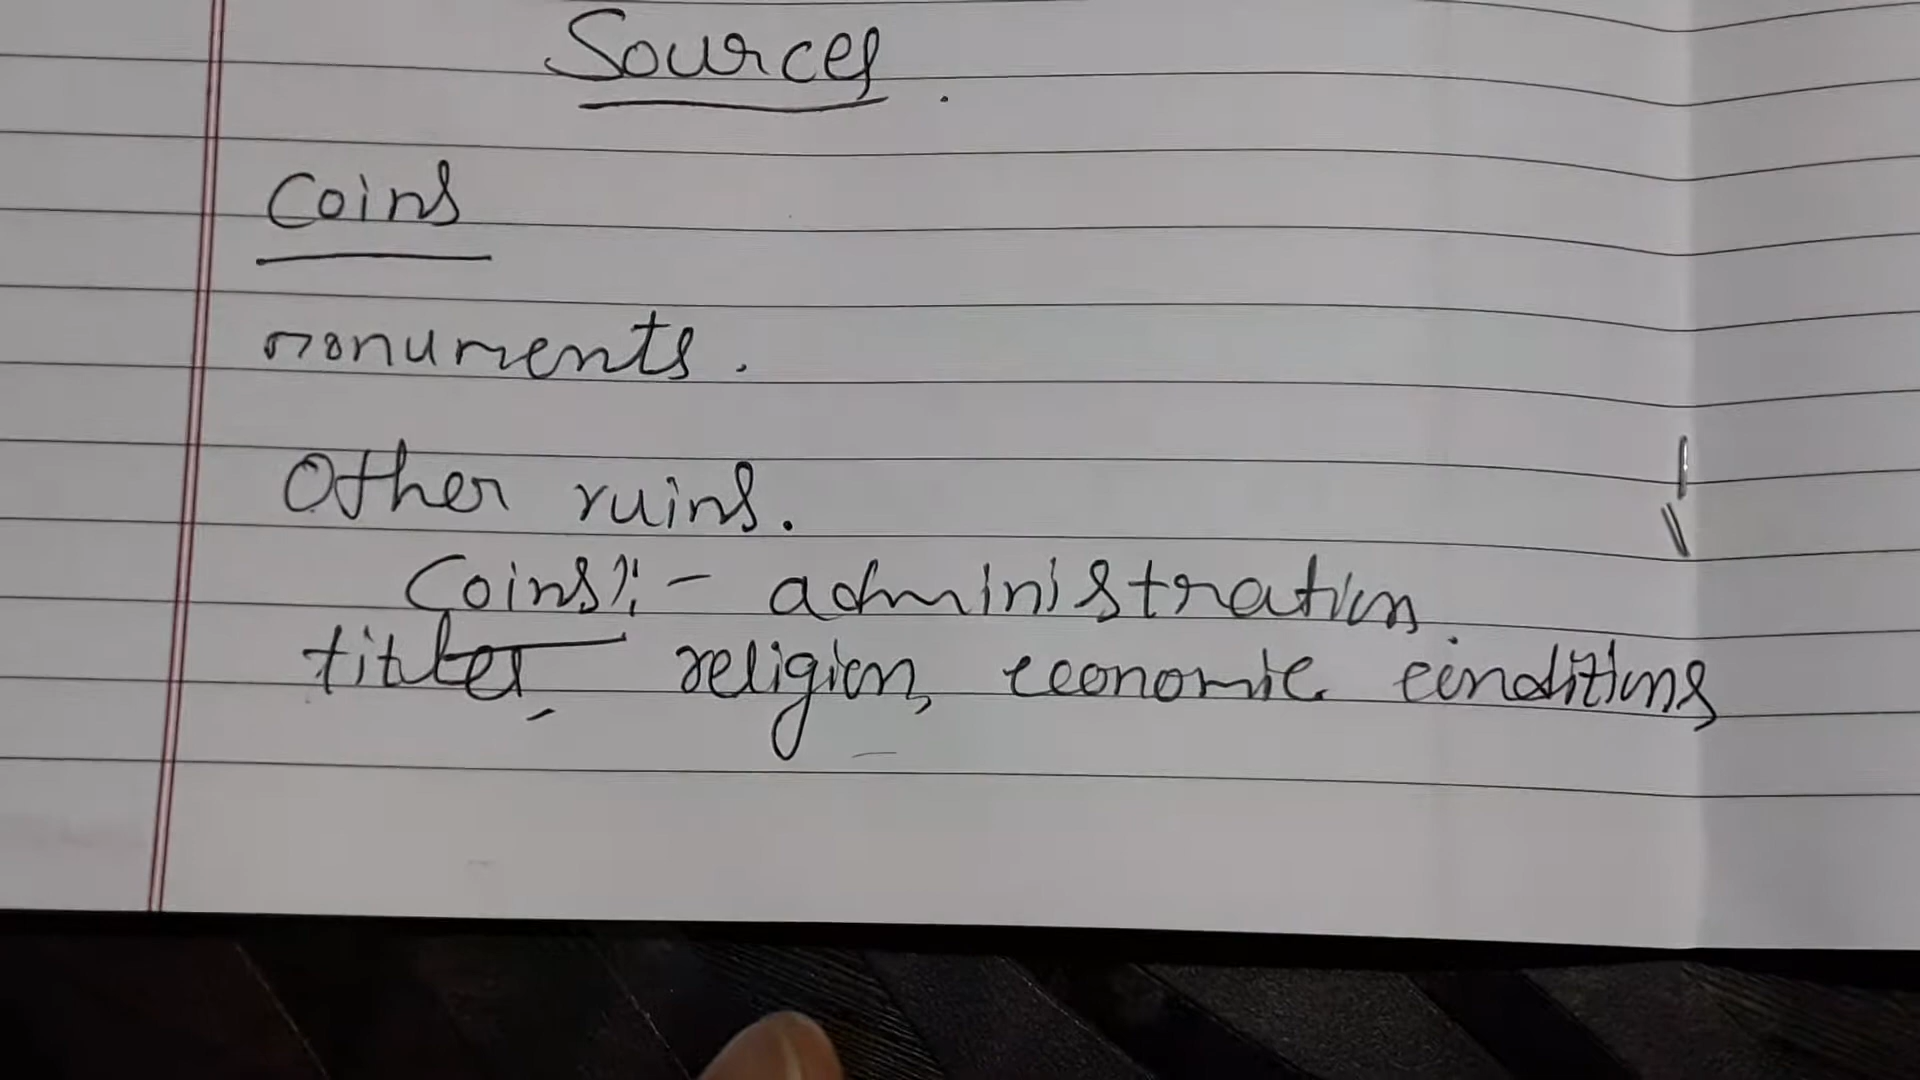 Sources.
Coins
monuments.
Other ruins.
Coins:- administration.
titles, religion, economic conditions